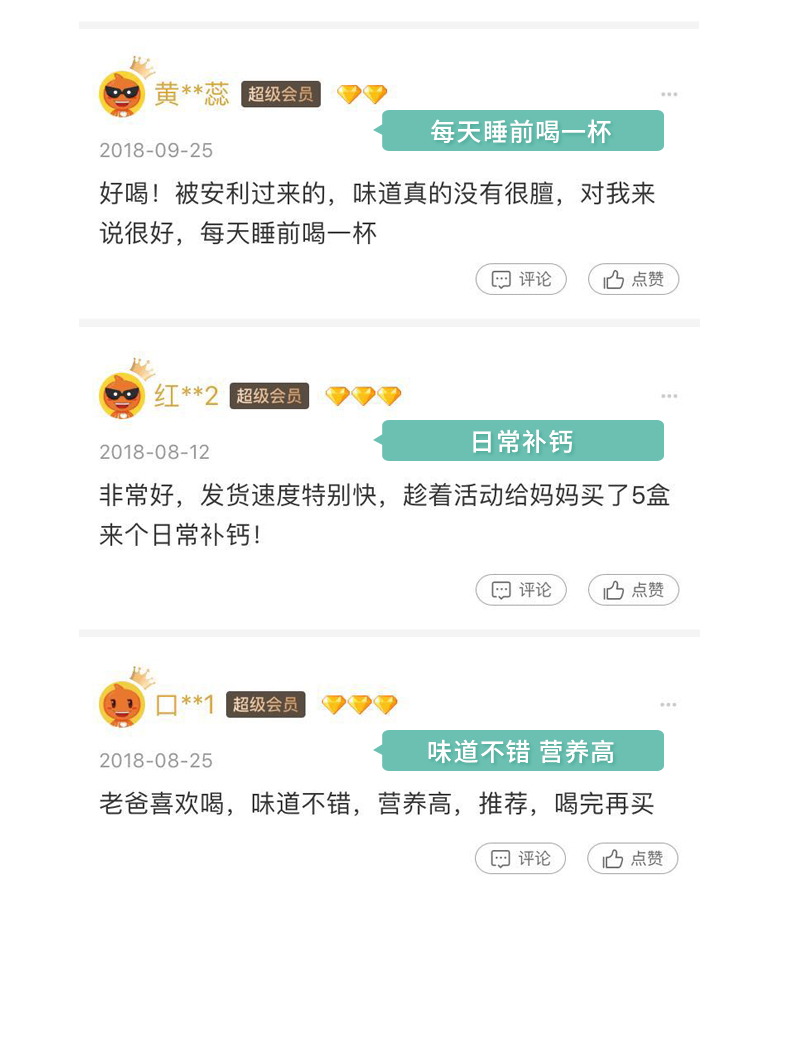 黄**蕊 超级会员
每天睡前喝一杯
2018-09-25
好喝！被安利过来的，味道真的没有很膻，对我来
说很好，每天睡前喝一杯
评论 点赞
红**2 超级会员
日常补钙
2018-08-12
非常好，发货速度特别快，趁着活动给妈妈买了5盒
来个日常补钙！
评论 点赞
口**1 超级会员
味道不错 营养高
2018-08-25
老爸喜欢喝，味道不错，营养高，推荐，喝完再买
评论 点赞